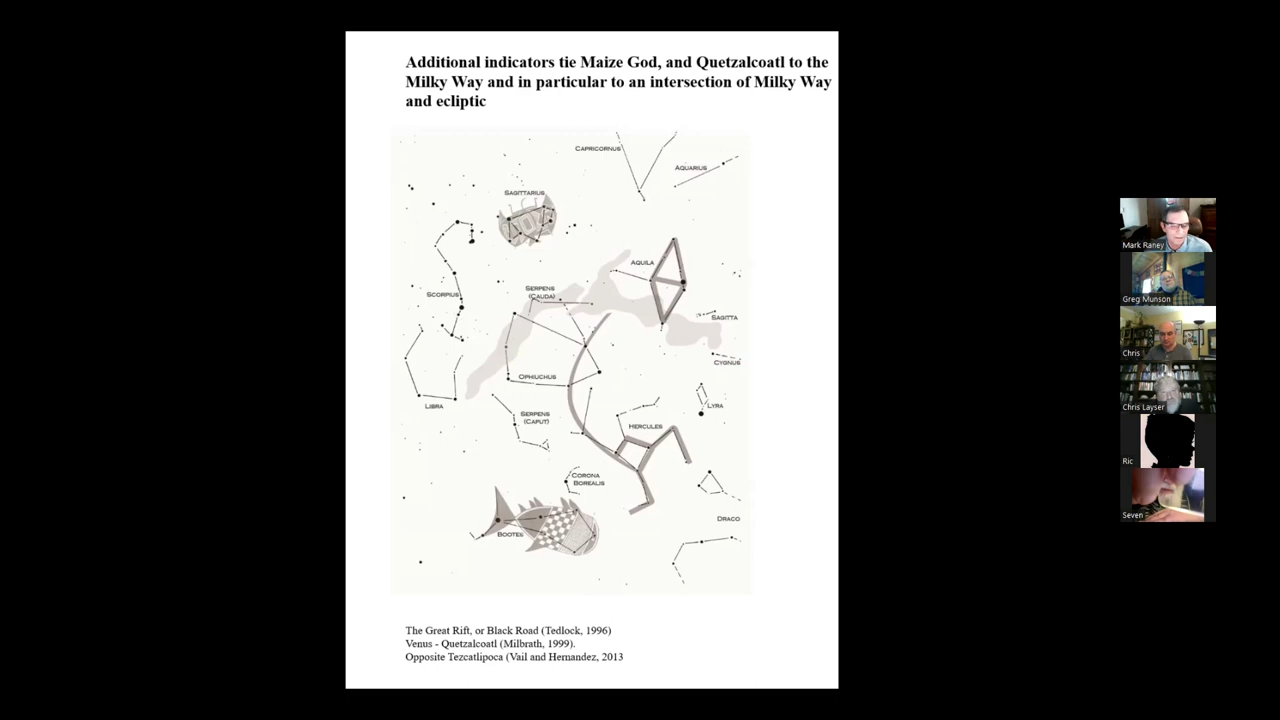 Additional indicators tie Maize God, and Quetzalcoatl to the
Milky Way and in particular to an intersection of Milky Way
and ecliptic
CAPRICORNUS
AQUARIUS
SAGITTARIUS
AQUILA
SERPENS
(CAUDA)
SCORPIUS
SAGITTA
CYGNUS
OPHIUCHUS
LIBRA
LYRA
SERPENS
(CAPUT)
HERCULES
CORONA
BOREALIS
DRACO
BOOTES
The Great Rift, or Black Road (Tedlock, 1996)
Venus - Quetzalcoatl (Milbrath, 1999).
Opposite Tezcatlipoca (Vail and Hernandez, 2013
Mark Raney
Greg Munson
Chris
Chris Layser
Ric
Seven